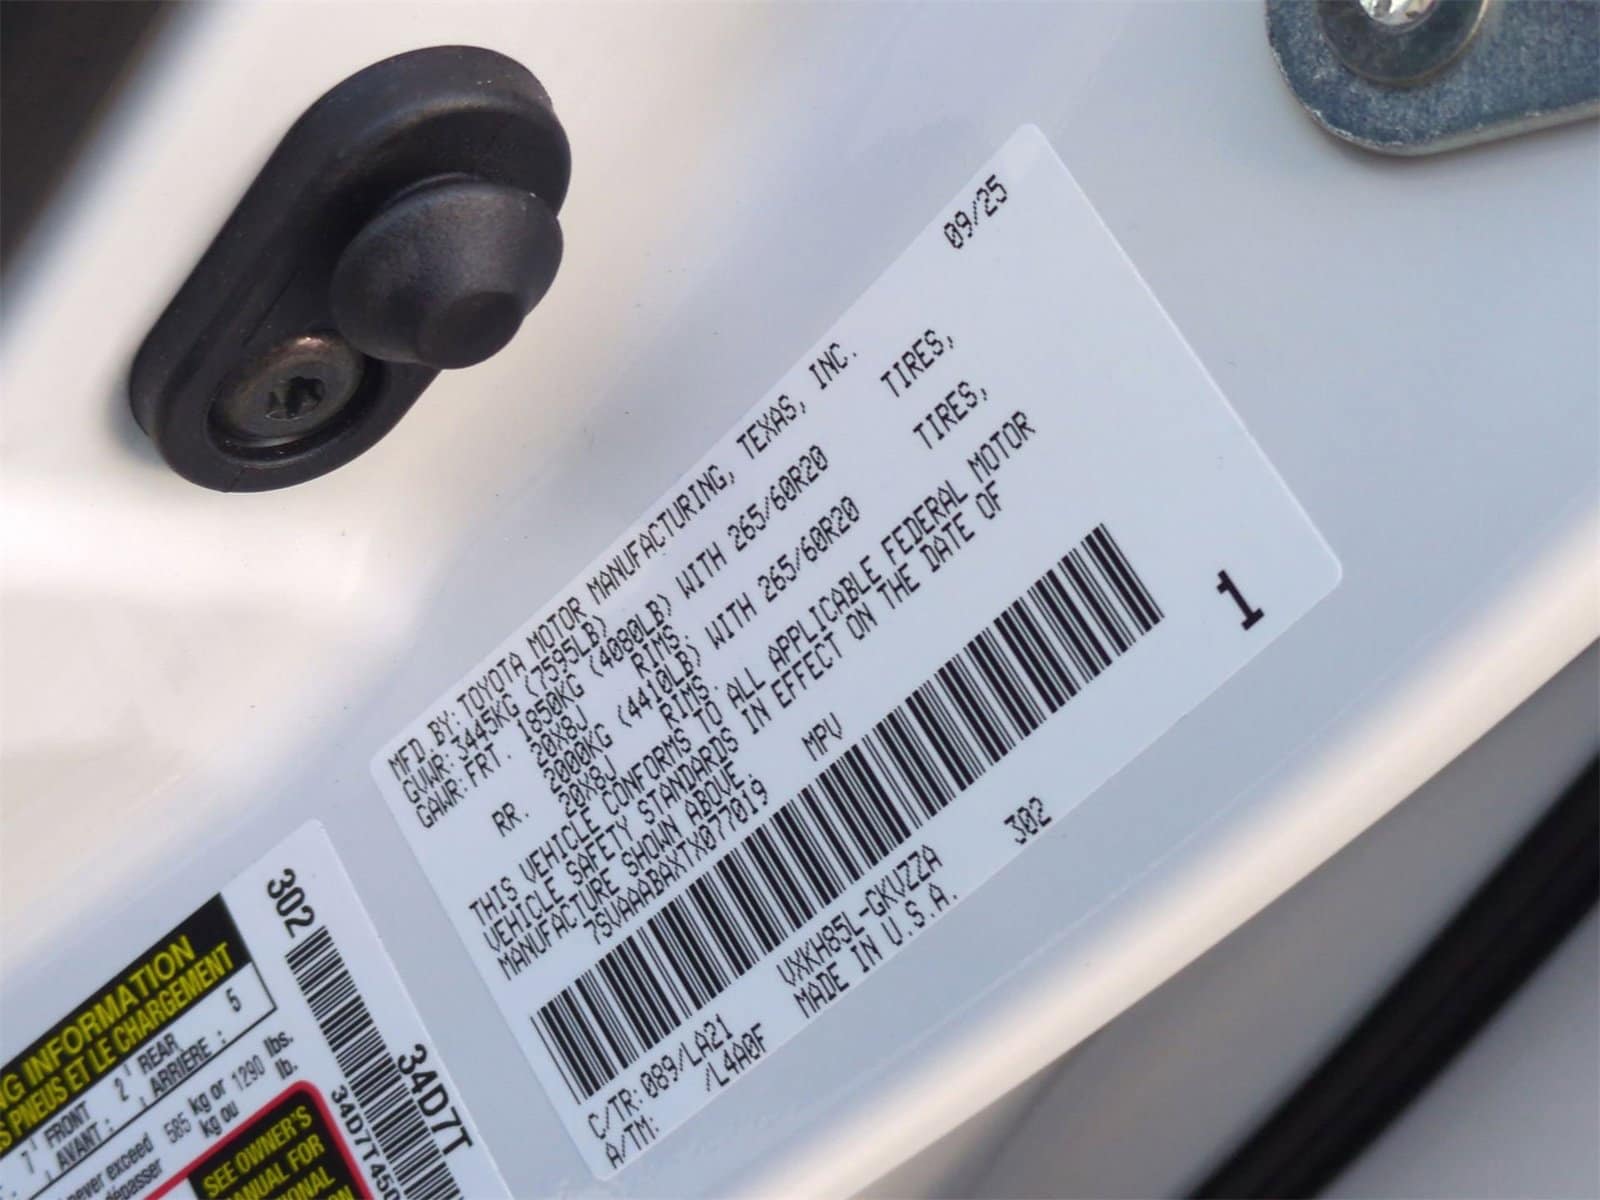 09/25
MFD.BY: TOYOTA MOTOR MANUFACTURING, TEXAS, INC.
GVWR: 3445KG (7595LB)
GAWR: FRT. 1850KG (4080LB) WITH 265/60R20 TIRES,
20X8J RIMS.
RR. 2000KG (4410LB) WITH 265/60R20 TIRES,
20X8J RIMS.
THIS VEHICLE CONFORMS TO ALL APPLICABLE FEDERAL MOTOR
VEHICLE SAFETY STANDARDS IN EFFECT ON THE DATE OF
MANUFACTURE SHOWN ABOVE.
7SVAAABAXTX077019 MPV
1
C/TR: 089/LA21 VXKH85L-GKVZZA 302
A/TM: /L4A0F MADE IN U.S.A.
302
34D7T
INFORMATION
PNEUS ET LE CHARGEMENT
7 FRONT 2 REAR 5
AVANT : ARRIÈRE :
never exceed 585 kg or 1290 lbs.
kg ou lb.
SEE OWNER'S
MANUAL FOR